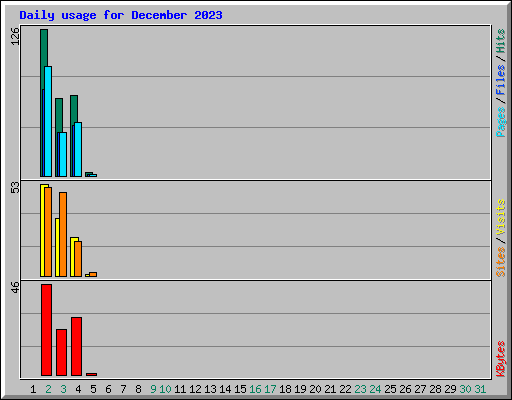 Daily usage for December 2023
126
Pages / Files / Hits
53
Sites / Visits
46
KBytes
1 2 3 4 5 6 7 8 9 10 11 12 13 14 15 16 17 18 19 20 21 22 23 24 25 26 27 28 29 30 31